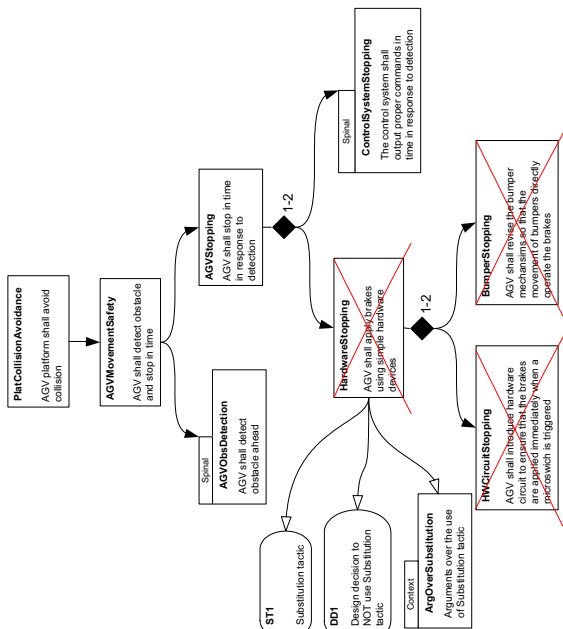 PlatCollisionAvoidance
AGV platform shall avoid
collision
AGVMovementSafety
AGV shall detect obstacle
and stop in time
Spinal
AGVObsDetection
AGV shall detect
obstacle ahead
AGVStopping
AGV shall stop in time
in response to
detection
1-2
ST1
Substitution tactic
DD1
Design decision to
NOT use Substitution
tactic
Context
ArgOverSubstitution
Arguments over the use
of Substitution tactic
HardwareStopping
AGV shall apply brakes
using simple hardware
devices
Spinal
ControlSystemStopping
The control system shall
output proper commands in
time in response to detection
1-2
HWCircuitStopping
AGV shall introduce hardware
circuit to ensure that the brakes
are applied immediately when a
microswich is triggered
BumperStopping
AGV shall revise the bumper
mechansims so that the
movement of bumpers directly
operate the brakes